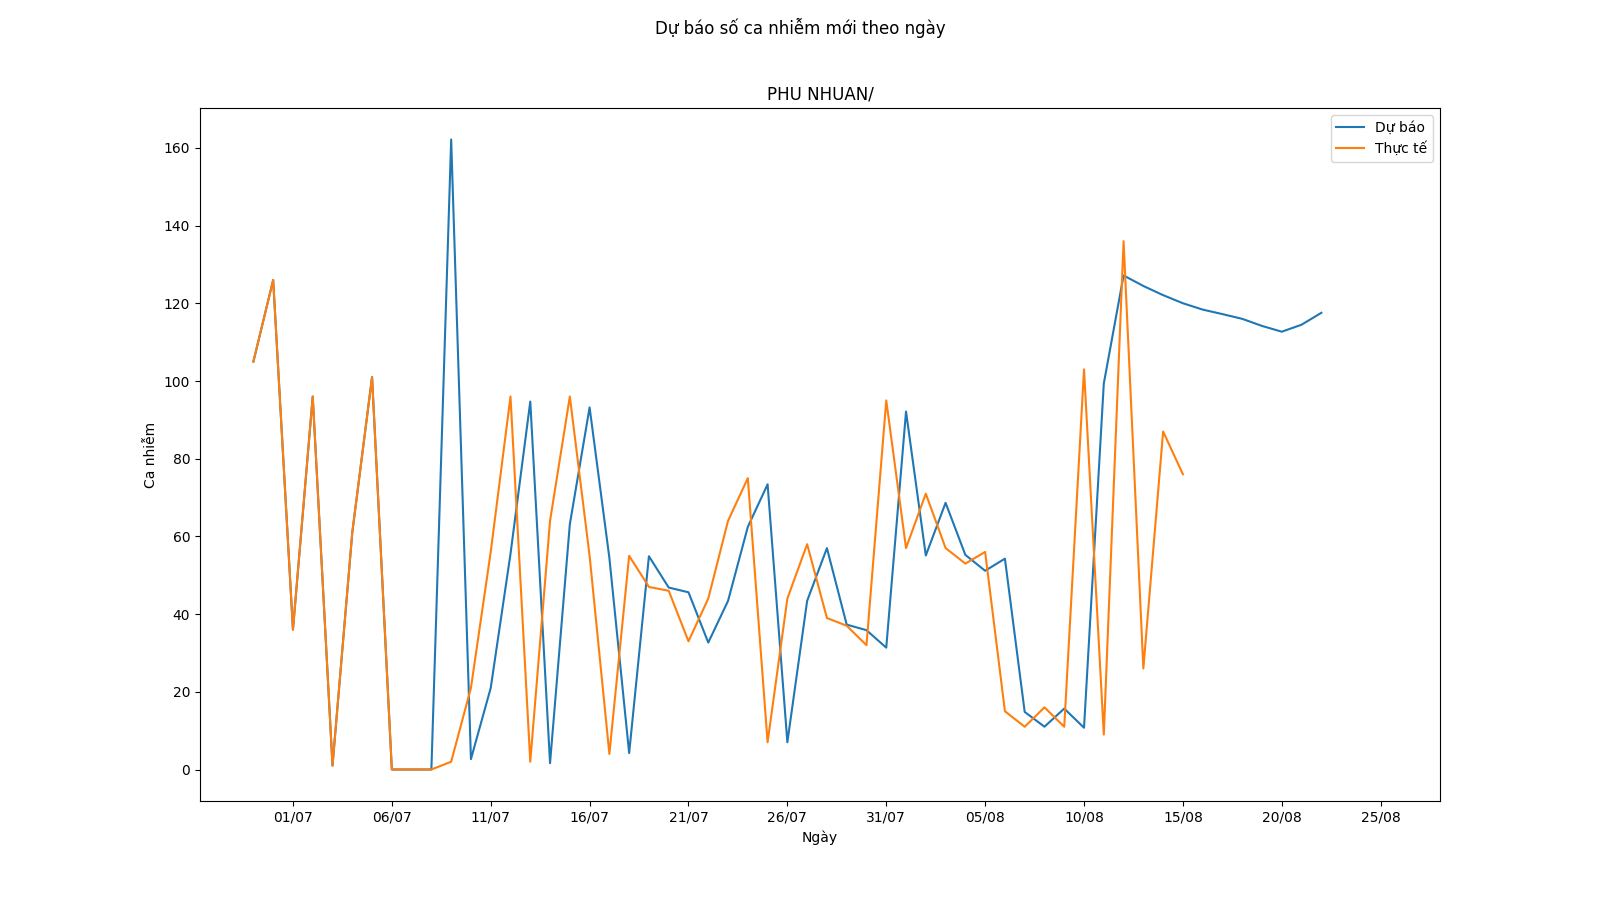 Dự báo số ca nhiễm mới theo ngày
PHU NHUAN/
Dự báo
Thực tế
160
140
120
100
80
60
40
20
0
Ca nhiễm
01/07 06/07 11/07 16/07 21/07 26/07 31/07 05/08 10/08 15/08 20/08 25/08
Ngày